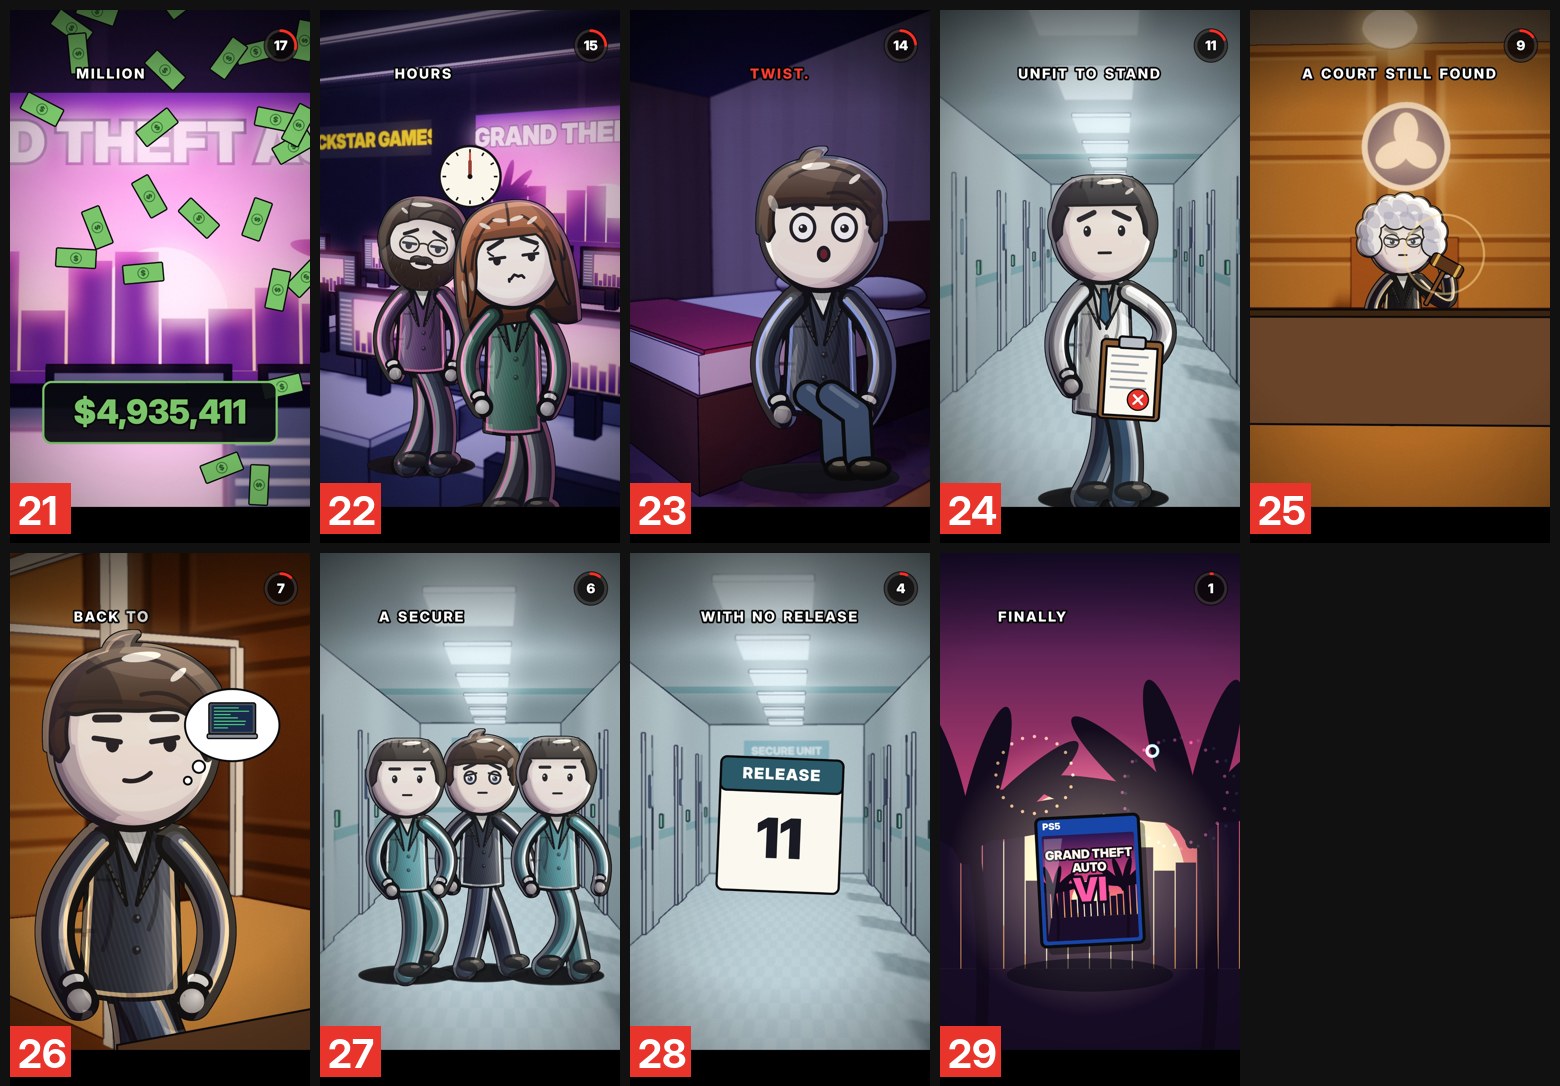 17
MILLION
D THEFT A
$4,935,411
21
15
HOURS
CKSTAR GAMES
GRAND THEF
22
14
TWIST.
23
11
UNFIT TO STAND
24
9
A COURT STILL FOUND
25
7
BACK TO
26
6
A SECURE
27
4
WITH NO RELEASE
SECURE UNIT
RELEASE
11
28
1
FINALLY
PS5
GRAND THEFT
AUTO
VI
29